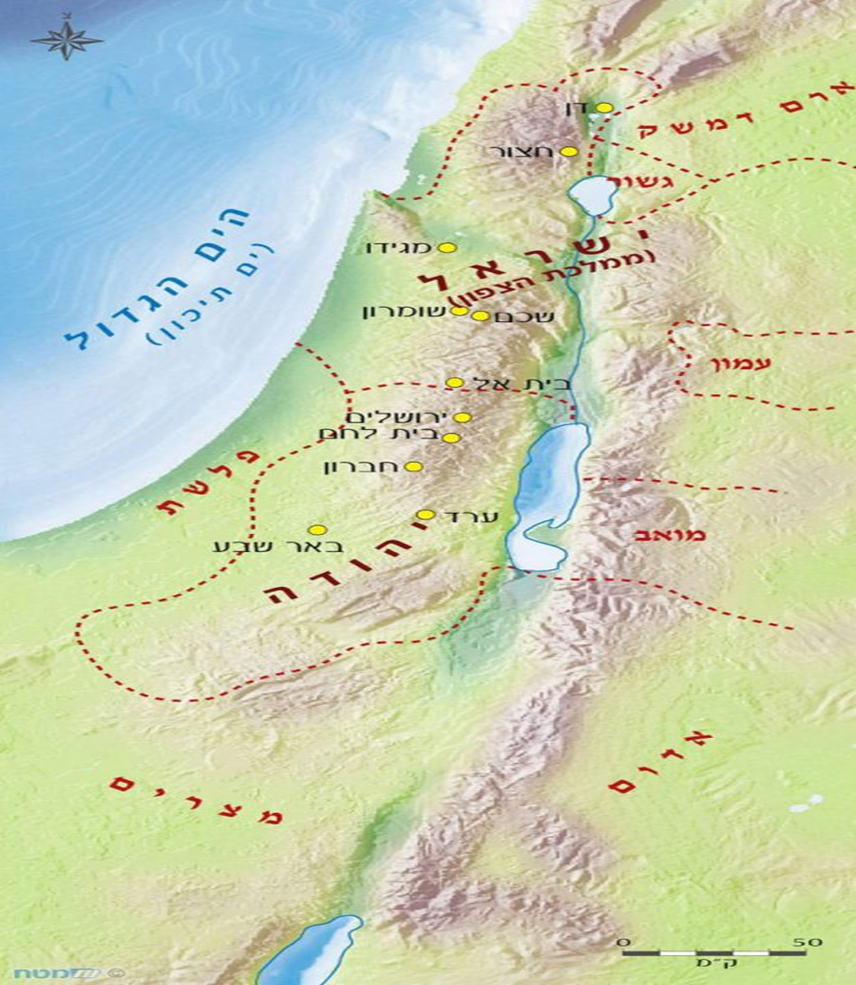 צ
דן
ארם דמשק
חצור
גשור
הים הגדול
(ים תיכון)
מגידו
ישראל
(ממלכת הצפון)
שומרון
שכם
עמון
בית אל
ירושלים
בית לחם
פלשת
חברון
ערד
באר שבע
מואב
יהודה
אדום
מצרים
0 50
ק"מ
© מטח